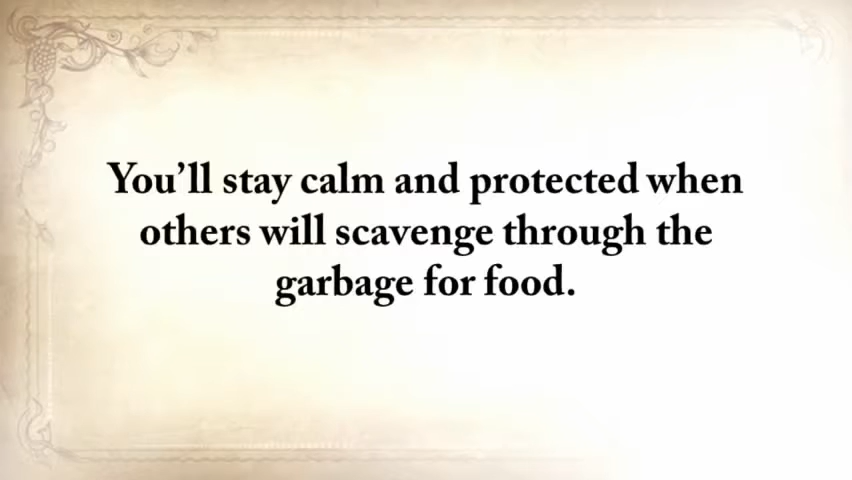 You’ll stay calm and protected when
others will scavenge through the
garbage for food.